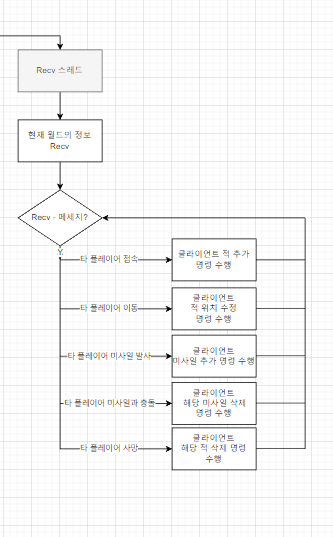 Recv 스레드
현재 월드의 정보
Recv
Recv - 메세지?
Y.
타 플레이어 접속
클라이언트 적 추가
명령 수행
타 플레이어 이동
클라이언트
적 위치 수정
명령 수행
타 플레이어 미사일 발사
클라이언트
미사일 추가 명령 수행
타 플레이어 미사일과 충돌
클라이언트
해당 미사일 삭제
명령 수행
타 플레이어 사망
클라이언트
해당 적 삭제 명령
수행